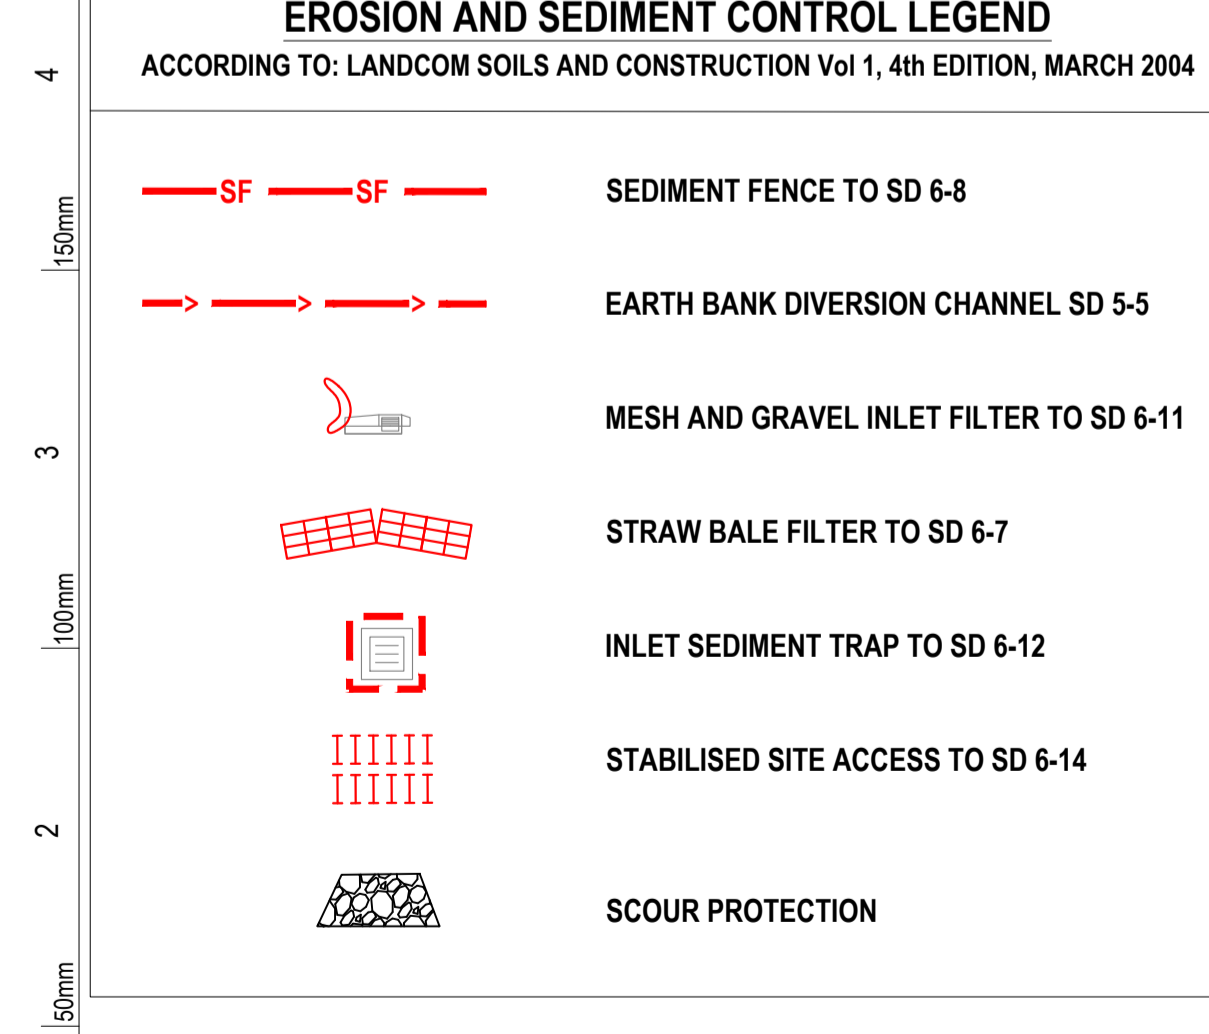 EROSION AND SEDIMENT CONTROL LEGEND
ACCORDING TO: LANDCOM SOILS AND CONSTRUCTION Vol 1, 4th EDITION, MARCH 2004
4
SF SF
SEDIMENT FENCE TO SD 6-8
150mm
> > >
EARTH BANK DIVERSION CHANNEL SD 5-5
MESH AND GRAVEL INLET FILTER TO SD 6-11
3
STRAW BALE FILTER TO SD 6-7
100mm
INLET SEDIMENT TRAP TO SD 6-12
STABILISED SITE ACCESS TO SD 6-14
2
SCOUR PROTECTION
50mm